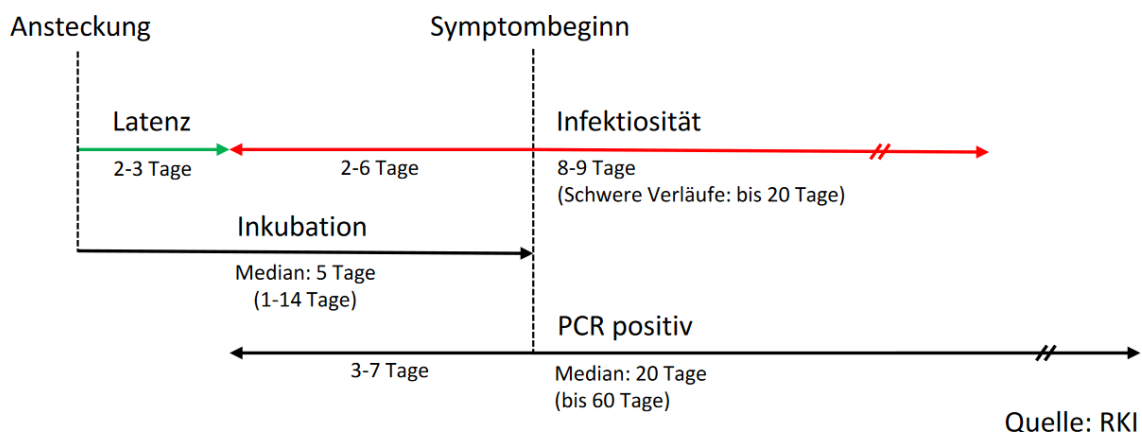 Ansteckung
Symptombeginn
Latenz
Infektiosität
2-3 Tage
2-6 Tage
8-9 Tage
(Schwere Verläufe: bis 20 Tage)
Inkubation
Median: 5 Tage
(1-14 Tage)
PCR positiv
3-7 Tage
Median: 20 Tage
(bis 60 Tage)
Quelle: RKI